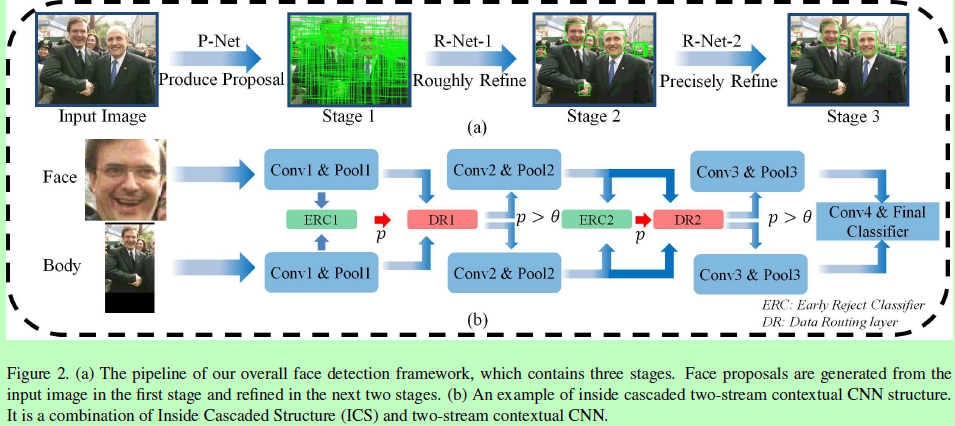 P-Net
R-Net-1
R-Net-2
Produce Proposal
Roughly Refine
Precisely Refine
Input Image
Stage 1
Stage 2
Stage 3
(a)
Face
Conv1 & Pool1
Conv2 & Pool2
Conv3 & Pool3
ERC1
p
DR1
p > θ
ERC2
p
DR2
p > θ
Conv4 & Final
Classifier
Body
Conv1 & Pool1
Conv2 & Pool2
Conv3 & Pool3
ERC: Early Reject Classifier
DR: Data Routing layer
(b)
Figure 2. (a) The pipeline of our overall face detection framework, which contains three stages. Face proposals are generated from the
input image in the first stage and refined in the next two stages. (b) An example of inside cascaded two-stream contextual CNN structure.
It is a combination of Inside Cascaded Structure (ICS) and two-stream contextual CNN.